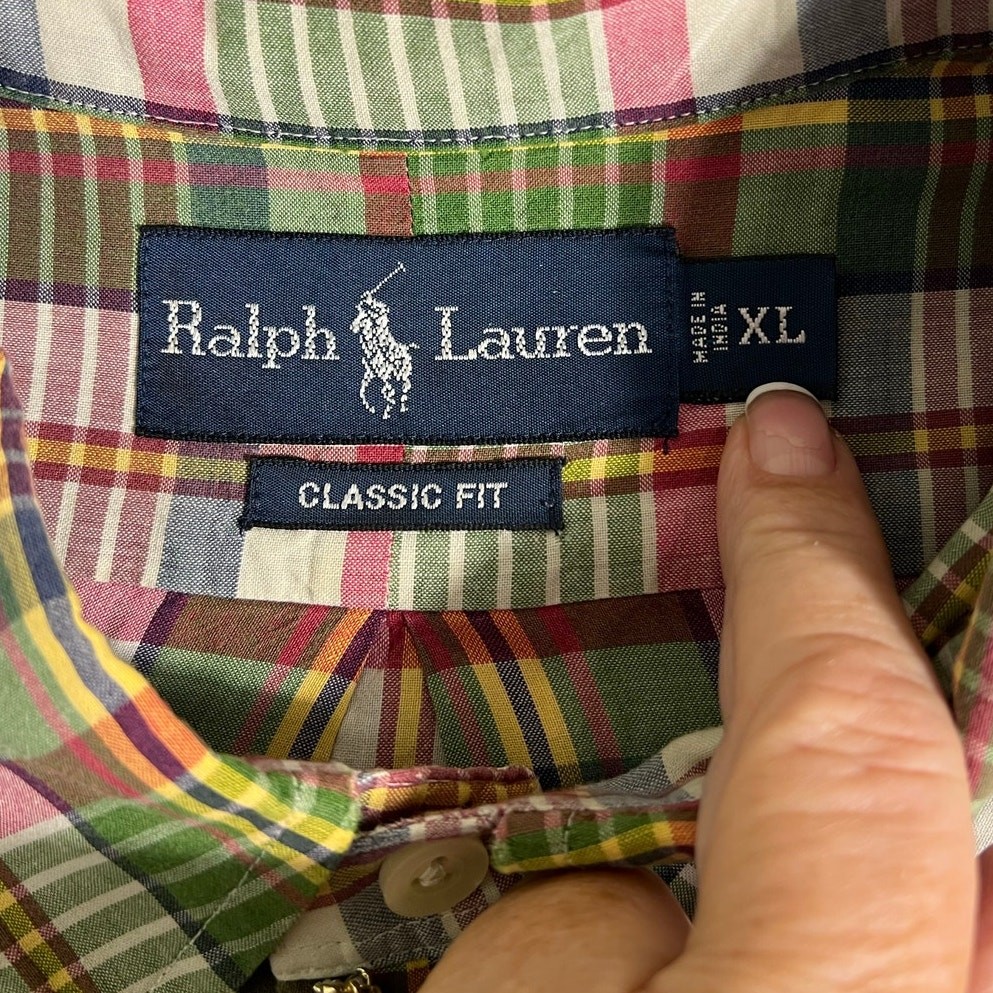 Ralph Lauren
MADE IN
INDIA
XL
CLASSIC FIT